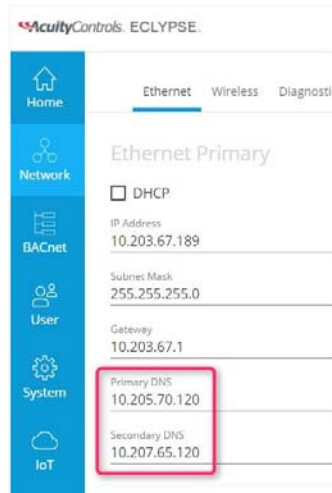 AcuityControls. ECLYPSE.
Home
Network
BACnet
User
System
IoT
Ethernet Wireless
Ethernet Primary
DHCP
IP Address
10.203.67.189
Subnet Mask
255.255.255.0
Gateway
10.203.67.1
Primary DNS
10.205.70.120
Secondary DNS
10.207.65.120